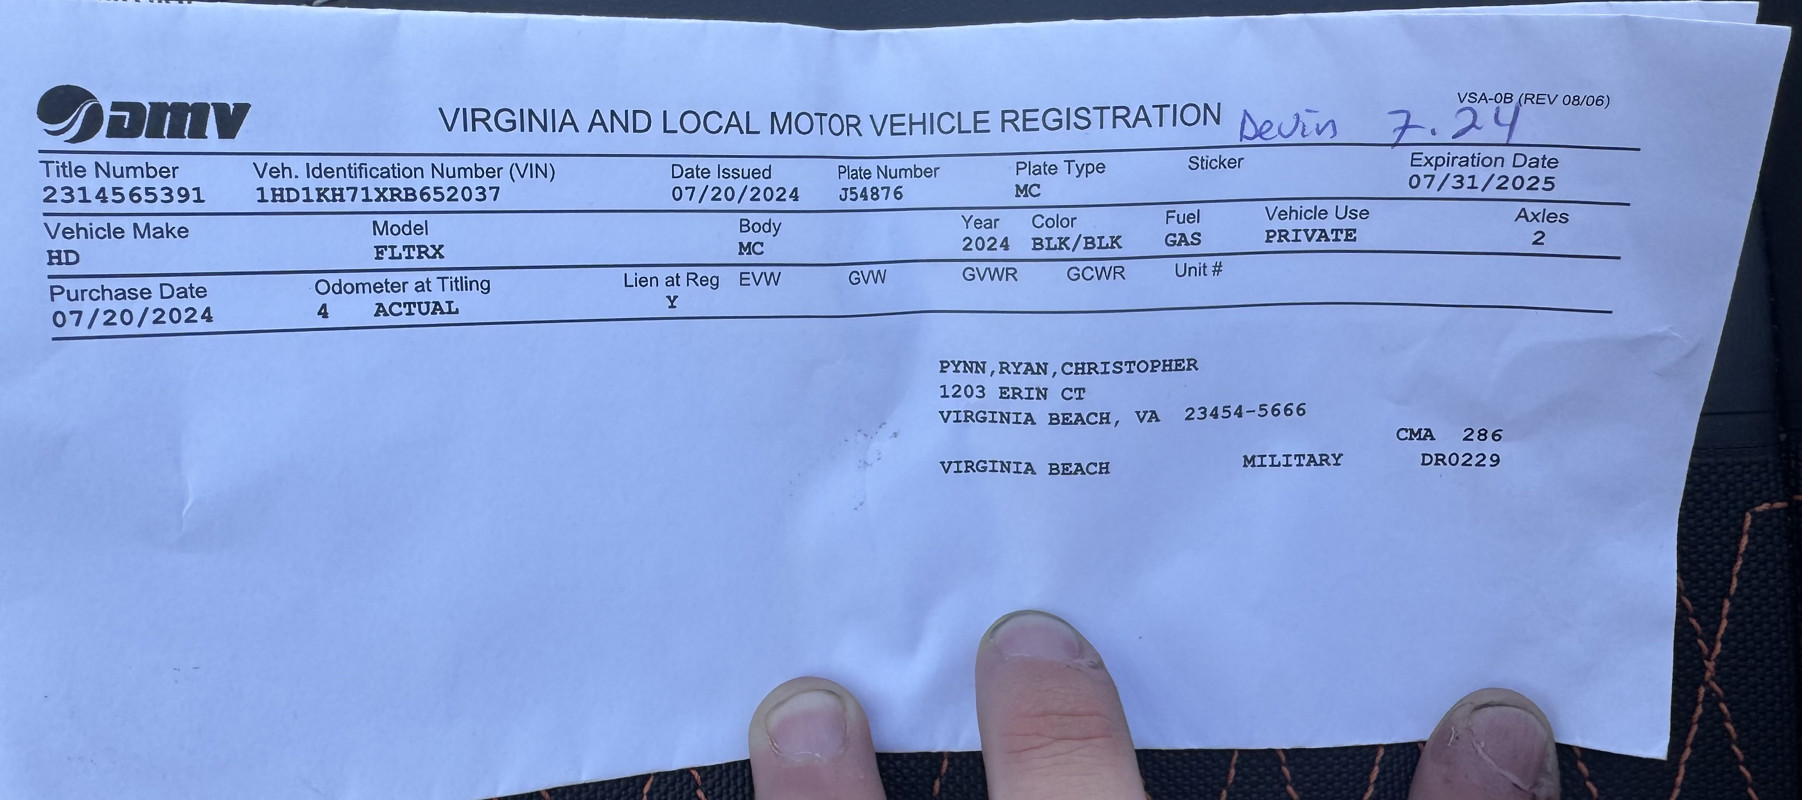 DMV
VIRGINIA AND LOCAL MOTOR VEHICLE REGISTRATION Devin 7.24
VSA-0B (REV 08/06)
Title Number Veh. Identification Number (VIN) Date Issued Plate Number Plate Type Sticker Expiration Date
2314565391 1HD1KH71XRB652037 07/20/2024 J54876 MC 07/31/2025
Vehicle Make Model Body Year Color Fuel Vehicle Use Axles
HD FLTRX MC 2024 BLK/BLK GAS PRIVATE 2
Purchase Date Odometer at Titling Lien at Reg EVW GVW GVWR GCWR Unit #
07/20/2024 4 ACTUAL Y
PYNN,RYAN,CHRISTOPHER
1203 ERIN CT
VIRGINIA BEACH, VA 23454-5666
CMA 286
VIRGINIA BEACH MILITARY DR0229